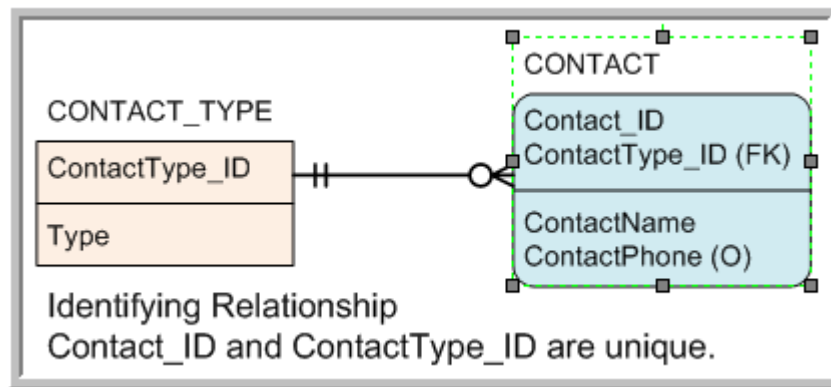 CONTACT
CONTACT_TYPE
Contact_ID
ContactType_ID (FK)
ContactType_ID
ContactName
ContactPhone (O)
Type
Identifying Relationship
Contact_ID and ContactType_ID are unique.